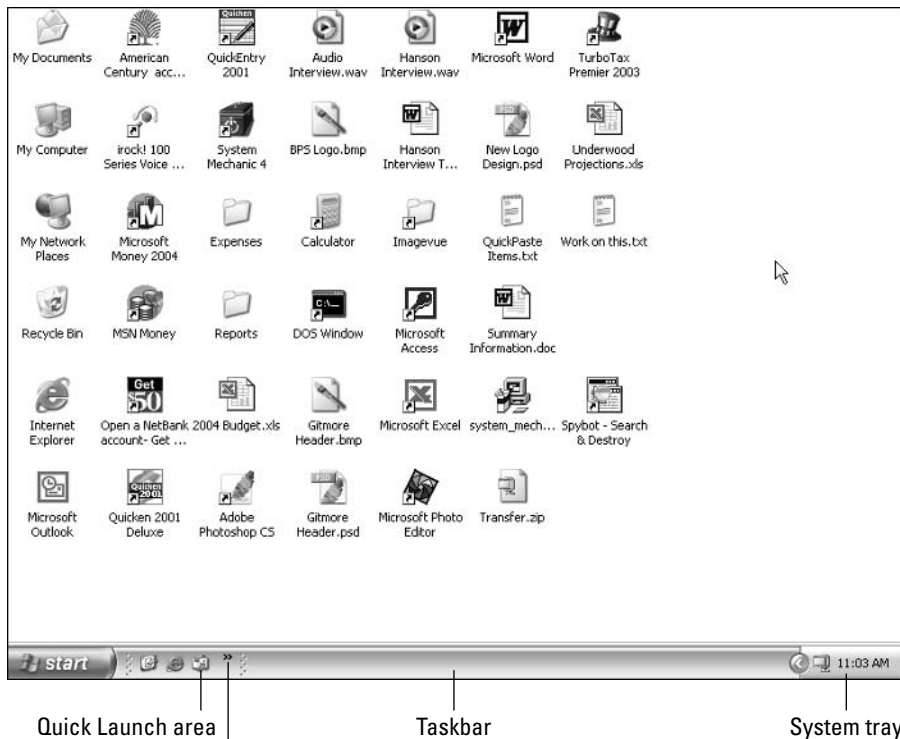 Quicken
W
My Documents
American
Century acc...
QuickEntry
2001
Audio
Interview.wav
Hanson
Interview.wav
Microsoft Word
TurboTax
Premier 2003
W
PSD
My Computer
irock! 100
Series Voice ...
System
Mechanic 4
BPS Logo.bmp
Hanson
Interview T...
New Logo
Design.psd
Underwood
Projections.xls
My Network
Places
Microsoft
Money 2004
Expenses
Calculator
Imagevue
QuickPaste
Items.txt
Work on this.txt
C:\_
W
Recycle Bin
MSN Money
Reports
DOS Window
Microsoft
Access
Summary
Information.doc
Get
$50
Internet
Explorer
Open a NetBank
account- Get ...
2004 Budget.xls
Gitmore
Header.bmp
Microsoft Excel
system_mech...
Spybot - Search
& Destroy
Quicken
2001
PSD
Microsoft
Outlook
Quicken 2001
Deluxe
Adobe
Photoshop CS
Gitmore
Header.psd
Microsoft Photo
Editor
Transfer.zip
start
»
11:03 AM
Quick Launch area
Taskbar
System tray